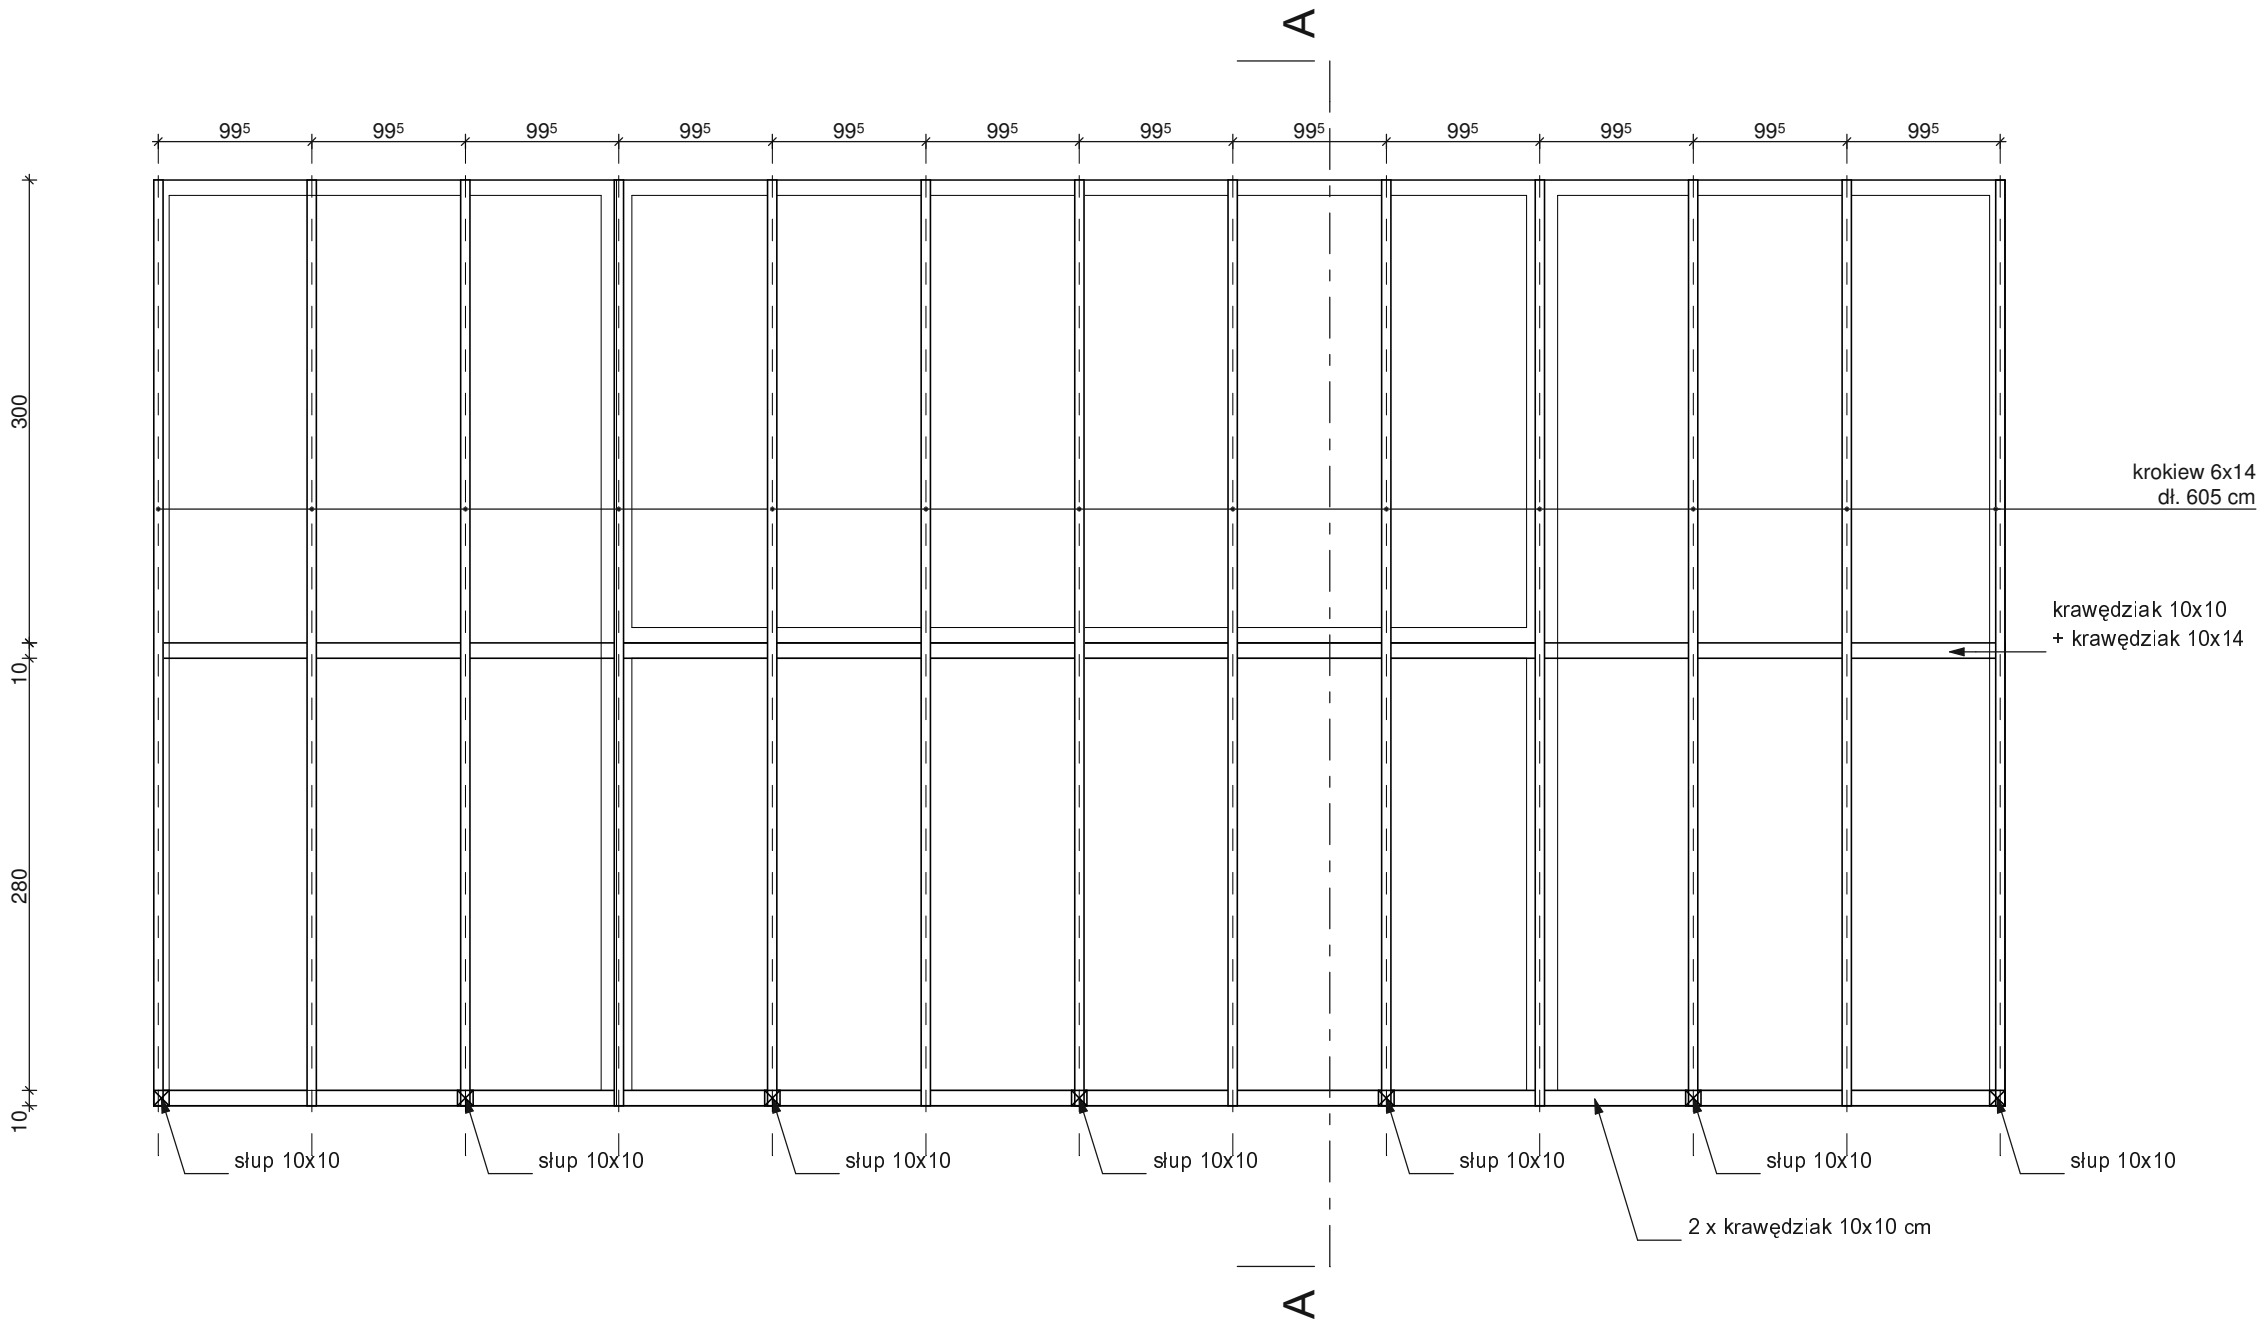 A
99⁵ 99⁵ 99⁵ 99⁵ 99⁵ 99⁵ 99⁵ 99⁵ 99⁵ 99⁵ 99⁵ 99⁵
300
krokiew 6x14
dł. 605 cm
krawędziak 10x10
+ krawędziak 10x14
10
280
10
słup 10x10 słup 10x10 słup 10x10 słup 10x10 słup 10x10 słup 10x10 słup 10x10
2 x krawędziak 10x10 cm
A